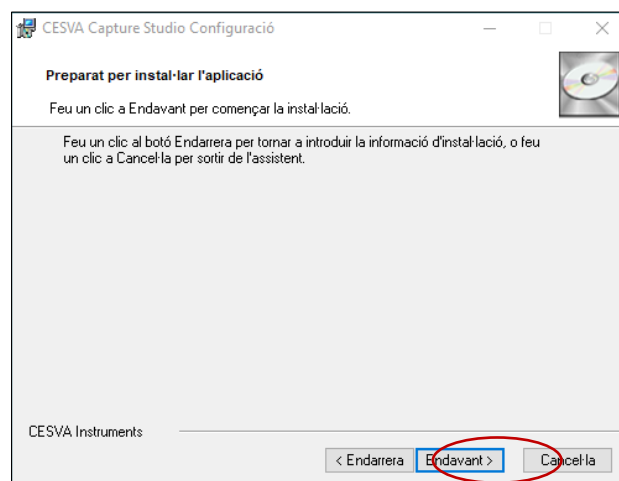 CESVA Capture Studio Configuració
Preparat per instal·lar l'aplicació
Feu un clic a Endavant per començar la instal·lació.
Feu un clic al botó Endarrera per tornar a introduir la informació d'instal·lació, o feu
un clic a Cancel·la per sortir de l'assistent.
CESVA Instruments
< Endarrera
Endavant >
Cancel·la